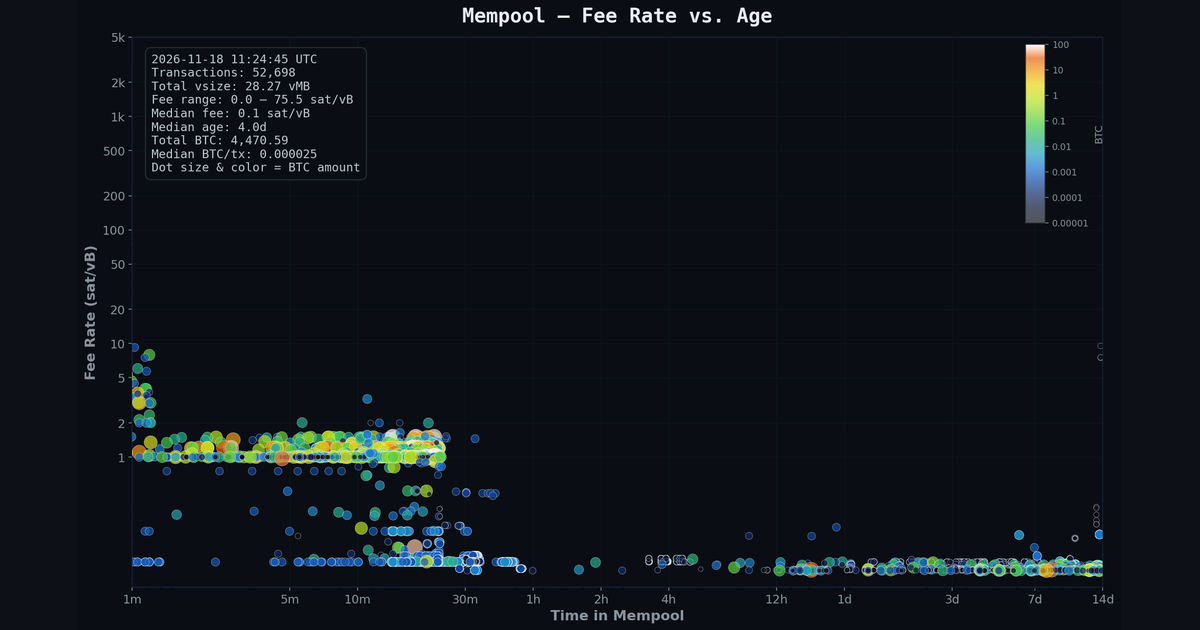 Mempool — Fee Rate vs. Age
2026-11-18 11:24:45 UTC
Transactions: 52,698
Total vsize: 28.27 vMB
Fee range: 0.0 – 75.5 sat/vB
Median fee: 0.1 sat/vB
Median age: 4.0d
Total BTC: 4,470.59
Median BTC/tx: 0.000025
Dot size & color = BTC amount
100
10
1
0.1
0.01
0.001
0.0001
0.00001
BTC
Fee Rate (sat/vB)
5k
2k
1k
500
200
100
50
20
10
5
2
1
1m
5m
10m
30m
1h
2h
4h
12h
1d
3d
7d
14d
Time in Mempool